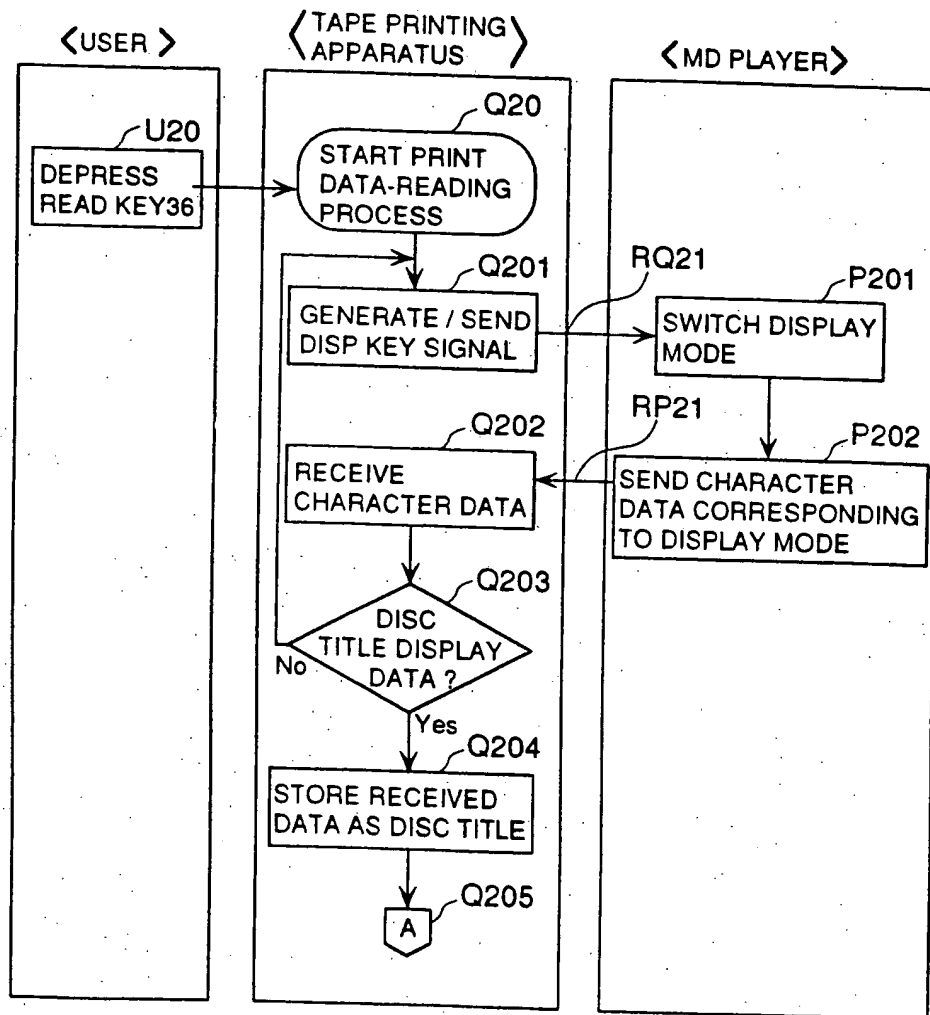 <USER>
<TAPE PRINTING
APPARATUS>
<MD PLAYER>
U20
DEPRESS
READ KEY36
Q20
START PRINT
DATA-READING
PROCESS
Q201
GENERATE / SEND
DISP KEY SIGNAL
RQ21
P201
SWITCH DISPLAY
MODE
Q202
RECEIVE
CHARACTER DATA
RP21
P202
SEND CHARACTER
DATA CORRESPONDING
TO DISPLAY MODE
Q203
DISC
TITLE DISPLAY
DATA ?
No
Yes
Q204
STORE RECEIVED
DATA AS DISC TITLE
Q205
A